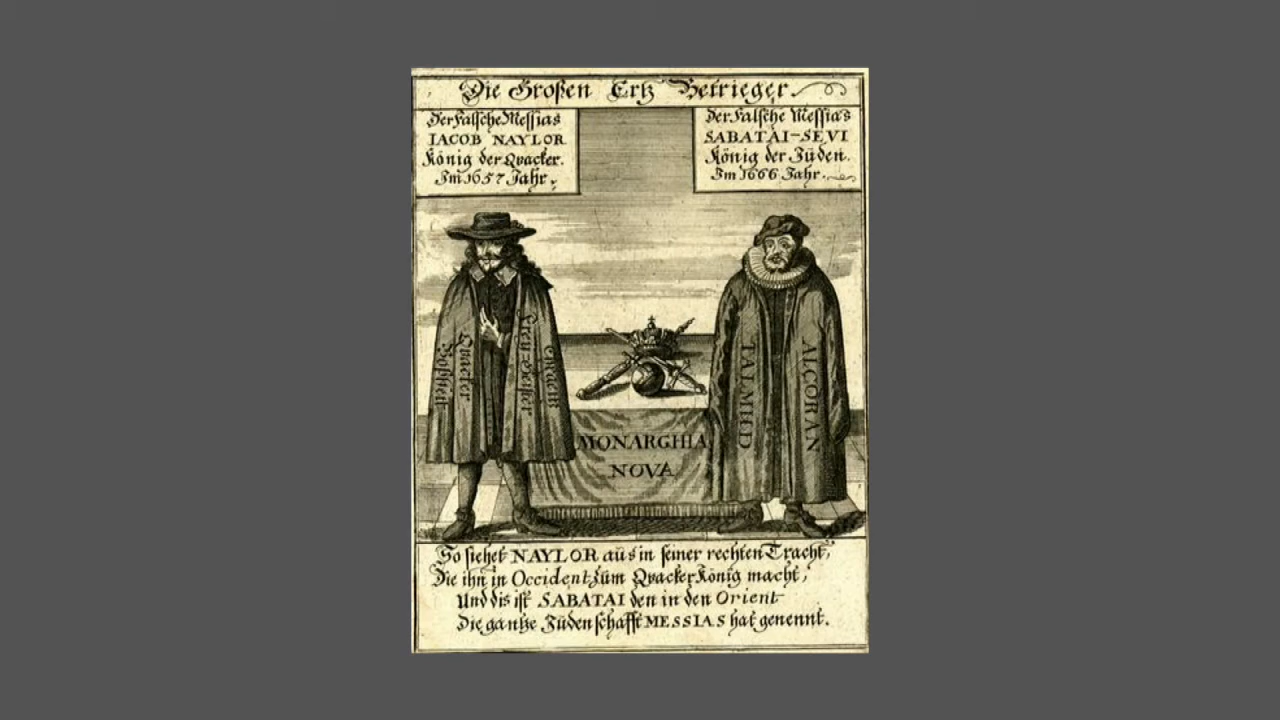 Die Großen Ertz Betrieger
Der Falsche Messias
IACOB NAYLOR
König der Quacker.
Im 1657 Jahr.
Der Falsche Messias
SABATAI-SEVI
König der Jüden.
Im 1666 Jahr.
Quacker
TALMUD
ALCORAN
MONARGHIA
NOVA
So siehet NAYLOR aus in seiner rechten Tracht,
Die ihn in Occident zum Quacker König macht,
Und dis ist SABATAI den in den Orient
Die gantze Jüdenschafft MESSIAS hat genennt.